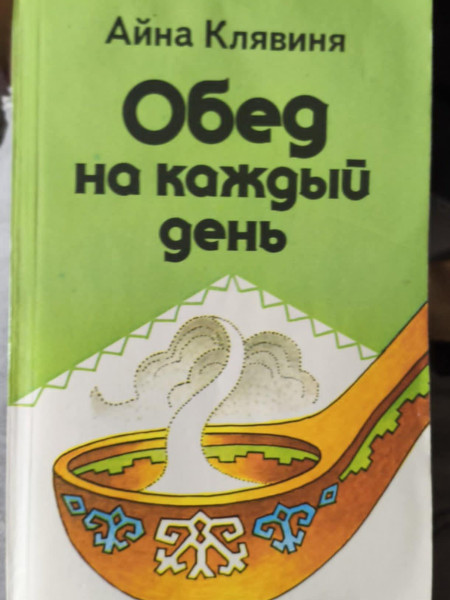 Айна Клявиня
Обед
на каждый
день